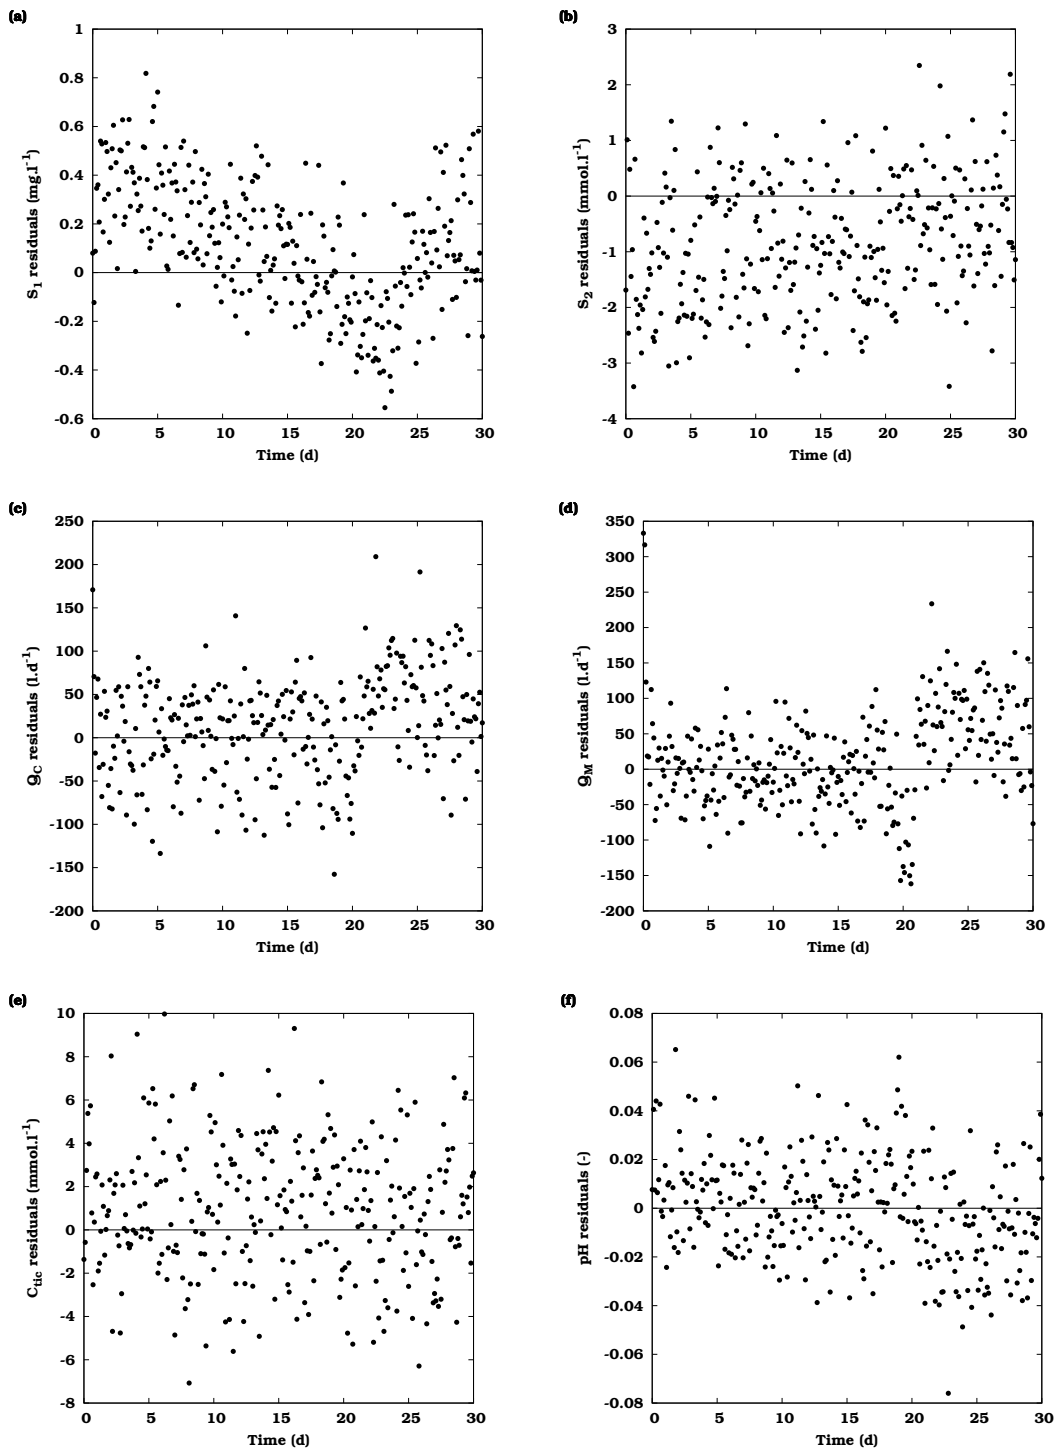 (a)
1
0.8
0.6
0.4
0.2
0
-0.2
-0.4
-0.6
S1 residuals (mg.l-1)
0 5 10 15 20 25 30
Time (d)
(b)
3
2
1
0
-1
-2
-3
-4
S2 residuals (mmol.l-1)
0 5 10 15 20 25 30
Time (d)
(c)
250
200
150
100
50
0
-50
-100
-150
-200
QC residuals (l.d-1)
0 5 10 15 20 25 30
Time (d)
(d)
350
300
250
200
150
100
50
0
-50
-100
-150
-200
QM residuals (l.d-1)
0 5 10 15 20 25 30
Time (d)
(e)
10
8
6
4
2
0
-2
-4
-6
-8
Ctic residuals (mmol.l-1)
0 5 10 15 20 25 30
Time (d)
(f)
0.08
0.06
0.04
0.02
0
-0.02
-0.04
-0.06
-0.08
pH residuals (-)
0 5 10 15 20 25 30
Time (d)